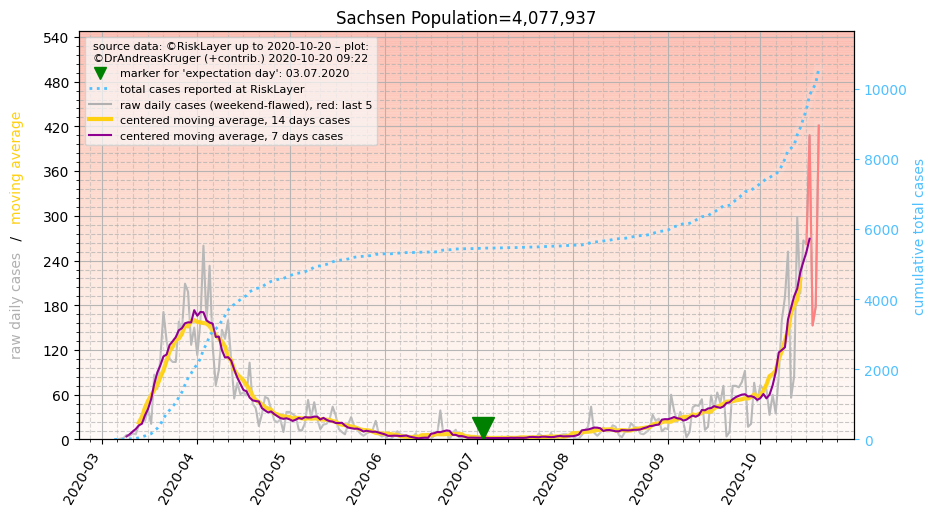 Sachsen Population=4,077,937
source data: ©RiskLayer up to 2020-10-20 – plot:
©DrAndreasKruger (+contrib.) 2020-10-20 09:22
marker for 'expectation day': 03.07.2020
total cases reported at RiskLayer
raw daily cases (weekend-flawed), red: last 5
centered moving average, 14 days cases
centered moving average, 7 days cases
raw daily cases / moving average
540
480
420
360
300
240
180
120
60
0
10000
8000
6000
4000
2000
0
cumulative total cases
2020-03
2020-04
2020-05
2020-06
2020-07
2020-08
2020-09
2020-10